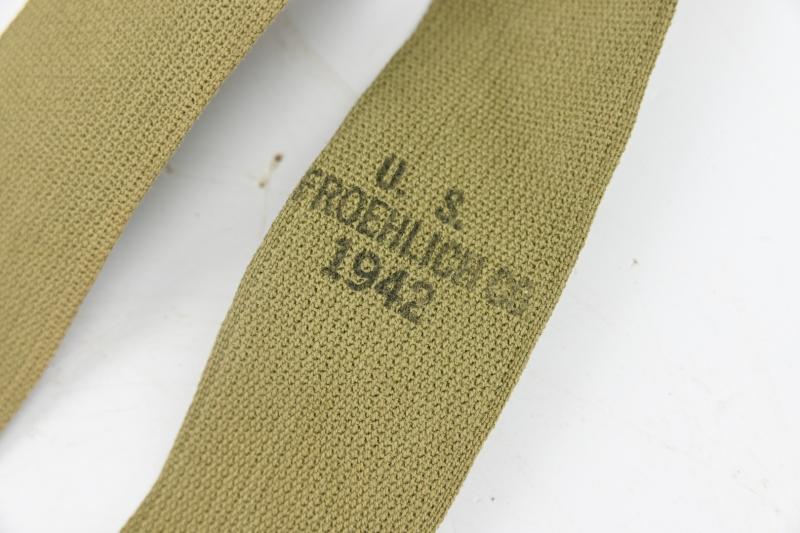 U. S.
FROEHLICH CO
1942